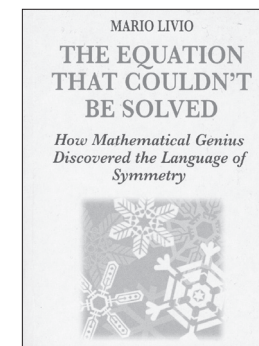 MARIO LIVIO
THE EQUATION
THAT COULDN'T
BE SOLVED
How Mathematical Genius
Discovered the Language of
Symmetry